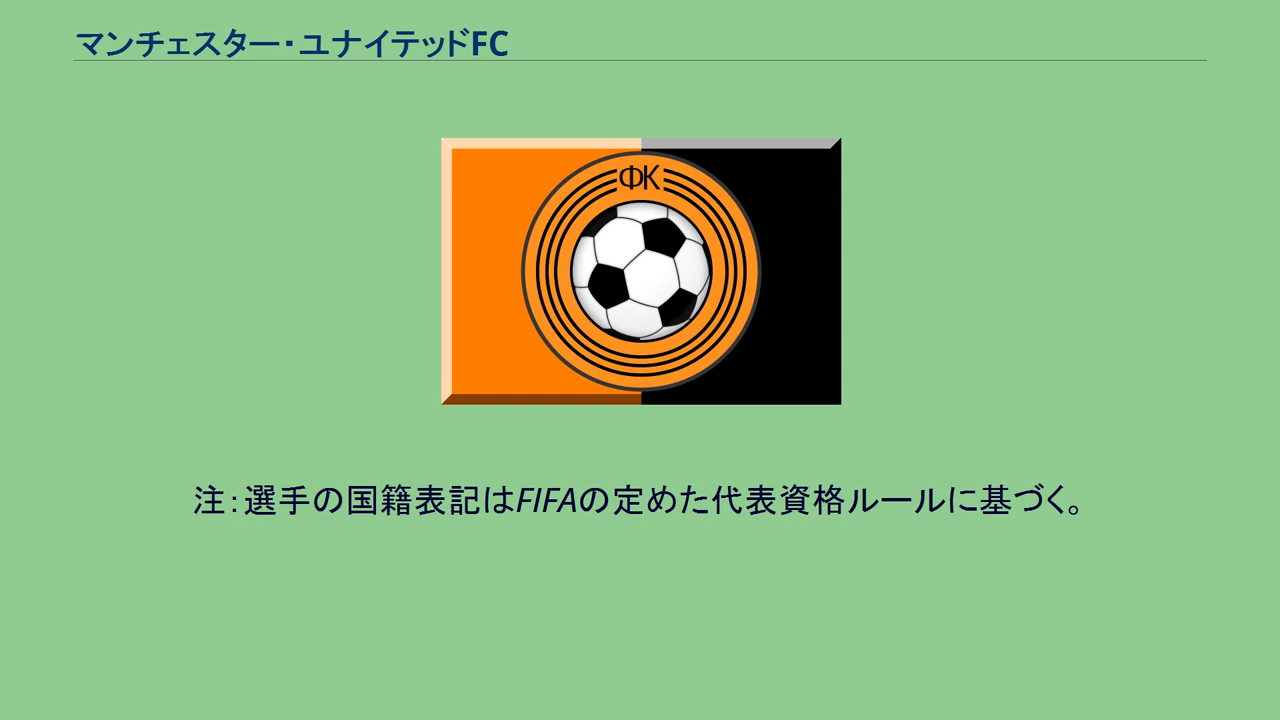 マンチェスター・ユナイテッドFC
ФК
注：選手の国籍表記はFIFAの定めた代表資格ルールに基づく。